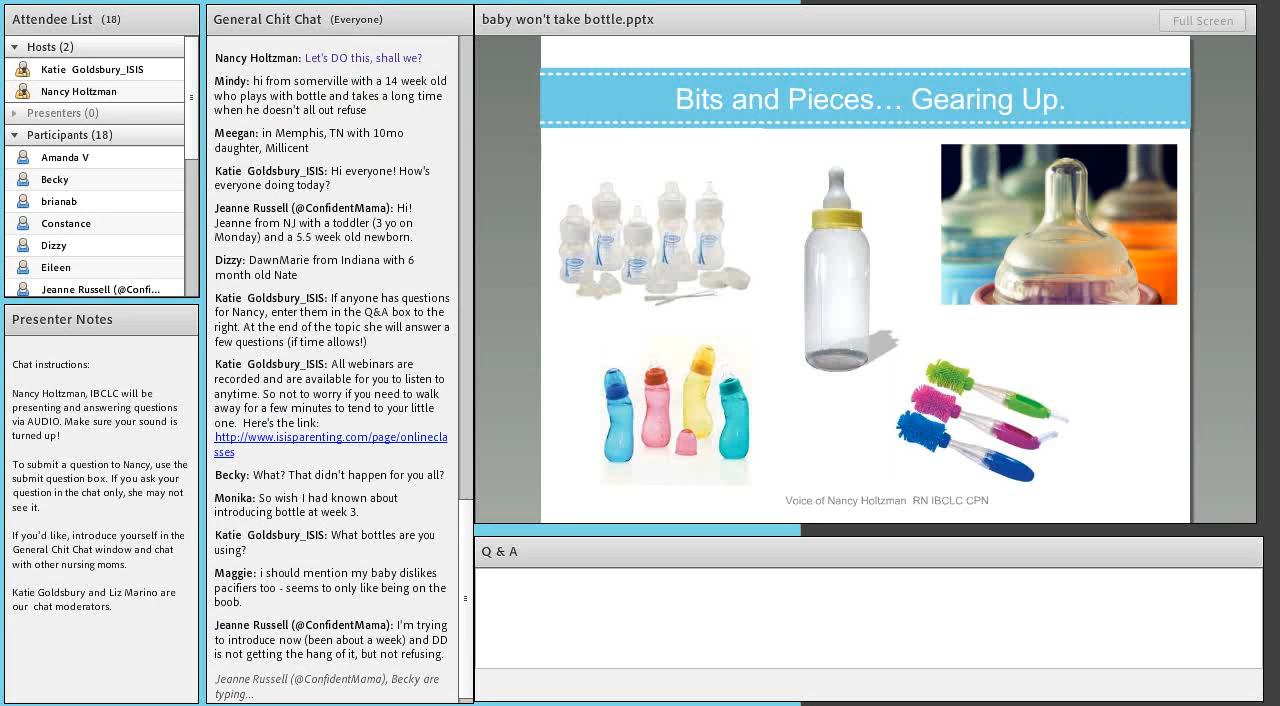 Attendee List (18)
Hosts (2)
Katie Goldsbury_ISIS
Nancy Holtzman
Presenters (0)
Participants (18)
Amanda V
Becky
brianab
Constance
Dizzy
Eileen
Jeanne Russell (@Confi...
Presenter Notes
Chat instructions:
Nancy Holtzman, IBCLC will be
presenting and answering questions
via AUDIO. Make sure your sound is
turned up!
To submit a question to Nancy, use the
submit question box. If you ask your
question in the chat only, she may not
see it.
If you'd like, introduce yourself in the
General Chit Chat window and chat
with other nursing moms.
Katie Goldsbury and Liz Marino are
our chat moderators.
General Chit Chat (Everyone)
Nancy Holtzman: Let's DO this, shall we?
Mindy: hi from somerville with a 14 week old
who plays with bottle and takes a long time
when he doesn't all out refuse
Meegan: in Memphis, TN with 10mo
daughter, Millicent
Katie Goldsbury_ISIS: Hi everyone! How's
everyone doing today?
Jeanne Russell (@ConfidentMama): Hi!
Jeanne from NJ with a toddler (3 yo on
Monday) and a 5.5 week old newborn
Dizzy: DawnMarie from Indiana with 6
month old Nate
Katie Goldsbury_ISIS: If anyone has questions
for Nancy, enter them in the Q&A box to the
right. At the end of the topic she will answer a
few questions (if time allows!)
Katie Goldsbury_ISIS: All webinars are
recorded and are available for you to listen to
anytime. So not to worry if you need to walk
away for a few minutes to tend to your little
one. Here's the link:
http://www.isisparenting.com/page/onlinecla
sses
Becky: What? That didn't happen for you all?
Monika: So wish I had known about
introducing bottle at week 3.
Katie Goldsbury_ISIS: What bottles are you
using?
Maggie: i should mention my baby dislikes
pacifiers too - seems to only like being on the
boob.
Jeanne Russell (@ConfidentMama): I'm trying
to introduce now (been about a week) and DD
is not getting the hang of it, but not refusing.
Jeanne Russell (@ConfidentMama), Becky are
typing...
baby won't take bottle.pptx
Full Screen
Bits and Pieces... Gearing Up.
Voice of Nancy Holtzman RN IBCLC CPN
Q & A